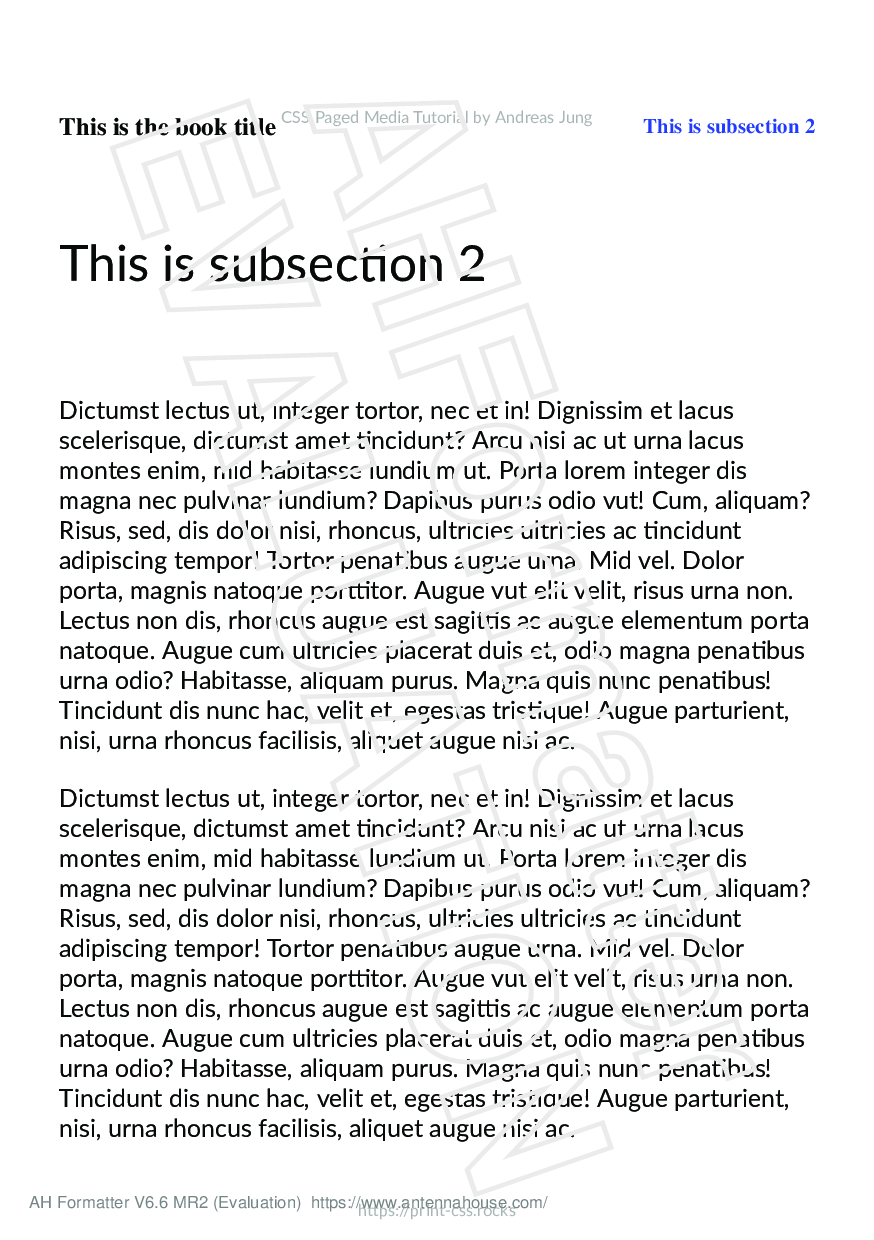 This is the book title CSS Paged Media Tutorial by Andreas Jung This is subsection 2
This is subsection 2
Dictumst lectus ut, integer tortor, nec et in! Dignissim et lacus
scelerisque, dictumst amet tincidunt? Arcu nisi ac ut urna lacus
montes enim, mid habitasse lundium ut. Porta lorem integer dis
magna nec pulvinar lundium? Dapibus purus odio vut! Cum, aliquam?
Risus, sed, dis dolor nisi, rhoncus, ultricies ultricies ac tincidunt
adipiscing tempor! Tortor penatibus augue urna. Mid vel. Dolor
porta, magnis natoque porttitor. Augue vut elit velit, risus urna non.
Lectus non dis, rhoncus augue est sagittis ac augue elementum porta
natoque. Augue cum ultricies placerat duis et, odio magna penatibus
urna odio? Habitasse, aliquam purus. Magna quis nunc penatibus!
Tincidunt dis nunc hac, velit et, egestas tristique! Augue parturient,
nisi, urna rhoncus facilisis, aliquet augue nisi ac.
Dictumst lectus ut, integer tortor, nec et in! Dignissim et lacus
scelerisque, dictumst amet tincidunt? Arcu nisi ac ut urna lacus
montes enim, mid habitasse lundium ut. Porta lorem integer dis
magna nec pulvinar lundium? Dapibus purus odio vut! Cum, aliquam?
Risus, sed, dis dolor nisi, rhoncus, ultricies ultricies ac tincidunt
adipiscing tempor! Tortor penatibus augue urna. Mid vel. Dolor
porta, magnis natoque porttitor. Augue vut elit velit, risus urna non.
Lectus non dis, rhoncus augue est sagittis ac augue elementum porta
natoque. Augue cum ultricies placerat duis et, odio magna penatibus
urna odio? Habitasse, aliquam purus. Magna quis nunc penatibus!
Tincidunt dis nunc hac, velit et, egestas tristique! Augue parturient,
nisi, urna rhoncus facilisis, aliquet augue nisi ac.
AH Formatter V6.6 MR2 (Evaluation) https://www.antennahouse.com/
https://print-css.rocks
AHFormatter
EVALUATION